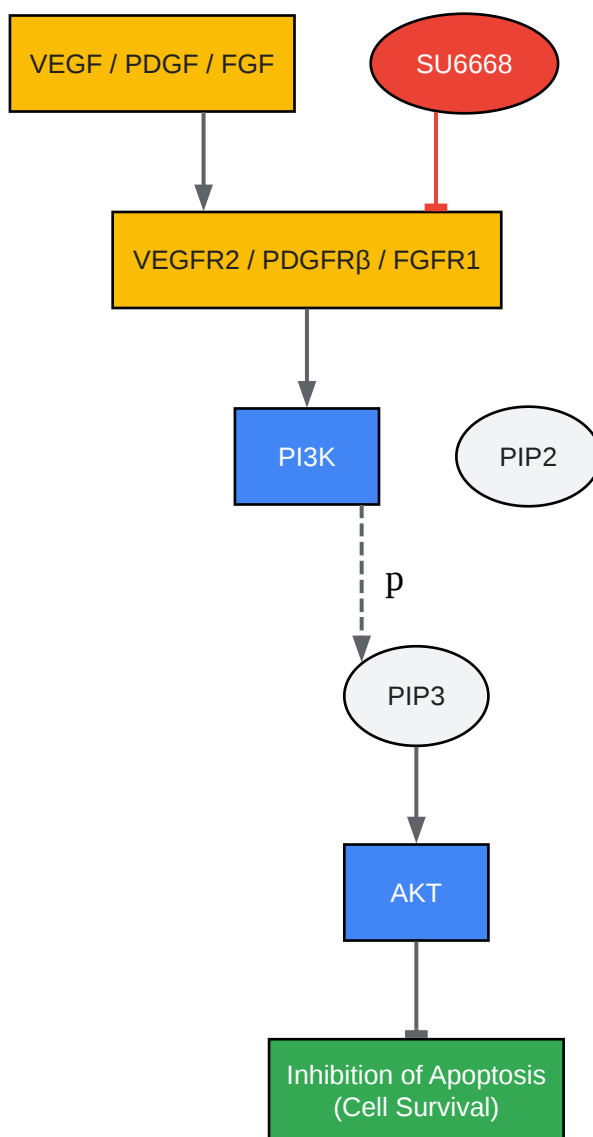 VEGF / PDGF / FGF
SU6668
VEGFR2 / PDGFRβ / FGFR1
PI3K
PIP2
p
PIP3
AKT
Inhibition of Apoptosis
(Cell Survival)